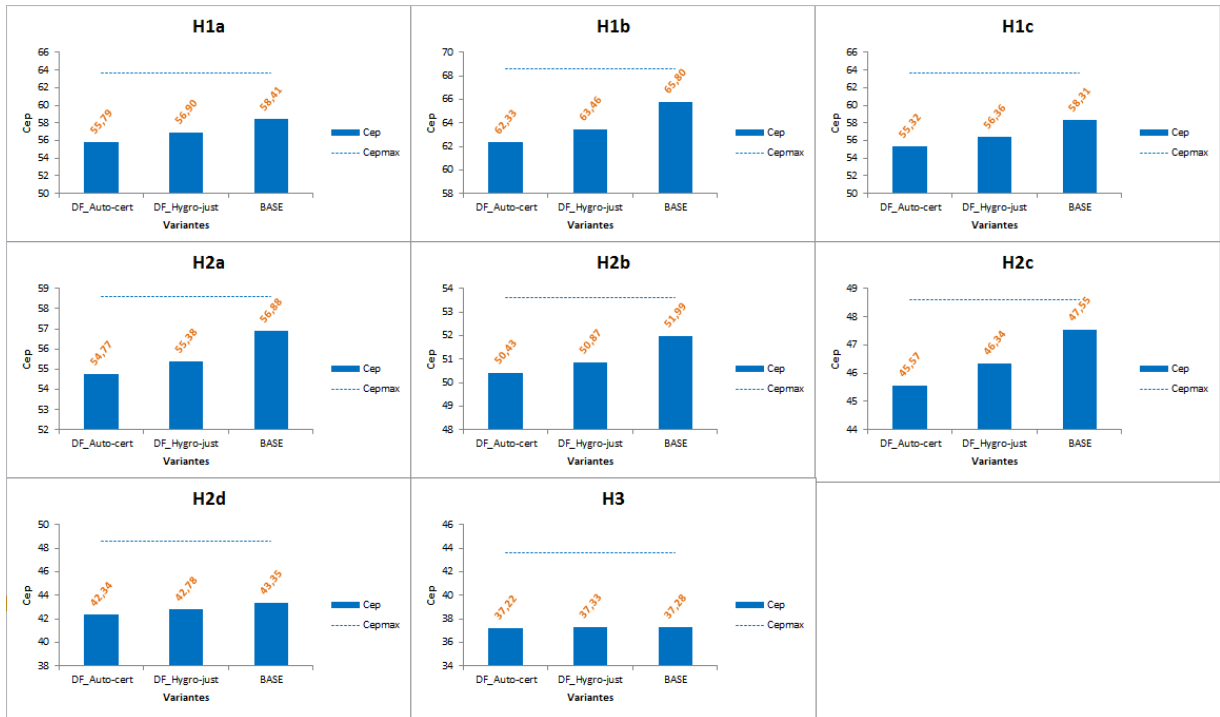 H1a
66
64
62
60
58
56
54
52
50
Cep
55,79
56,90
58,41
DF_Auto-cert
DF_Hygro-just
BASE
Variantes
Cep
Cepmax
H1b
70
68
66
64
62
60
58
Cep
62,33
63,46
65,80
DF_Auto-cert
DF_Hygro-just
BASE
Variantes
Cep
Cepmax
H1c
66
64
62
60
58
56
54
52
50
Cep
55,32
56,36
58,31
DF_Auto-cert
DF_Hygro-just
BASE
Variantes
Cep
Cepmax
H2a
59
58
57
56
55
54
53
52
Cep
54,77
55,38
56,88
DF_Auto-cert
DF_Hygro-just
BASE
Variantes
Cep
Cepmax
H2b
54
53
52
51
50
49
48
Cep
50,43
50,87
51,99
DF_Auto-cert
DF_Hygro-just
BASE
Variantes
Cep
Cepmax
H2c
49
48
47
46
45
44
Cep
45,57
46,34
47,55
DF_Auto-cert
DF_Hygro-just
BASE
Variantes
Cep
Cepmax
H2d
50
48
46
44
42
40
38
Cep
42,34
42,78
43,35
DF_Auto-cert
DF_Hygro-just
BASE
Variantes
Cep
Cepmax
H3
46
44
42
40
38
36
34
Cep
37,22
37,33
37,28
DF_Auto-cert
DF_Hygro-just
BASE
Variantes
Cep
Cepmax